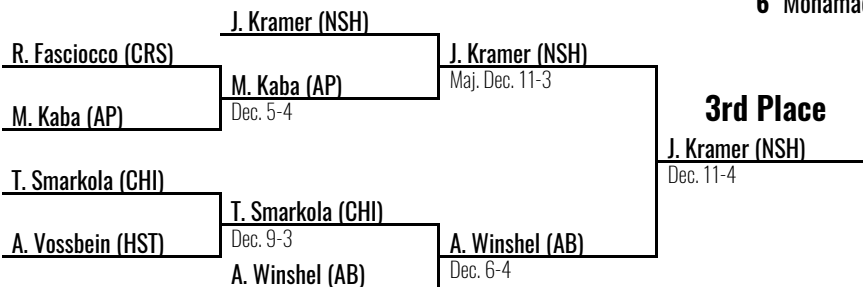 J. Kramer (NSH)
6
R. Fasciocco (CRS)
J. Kramer (NSH)
M. Kaba (AP)
Maj. Dec. 11-3
Dec. 5-4
M. Kaba (AP)
3rd Place
J. Kramer (NSH)
Dec. 11-4
T. Smarkola (CHI)
T. Smarkola (CHI)
Dec. 9-3
A. Vossbein (HST)
A. Winshel (AB)
Dec. 6-4
A. Winshel (AB)